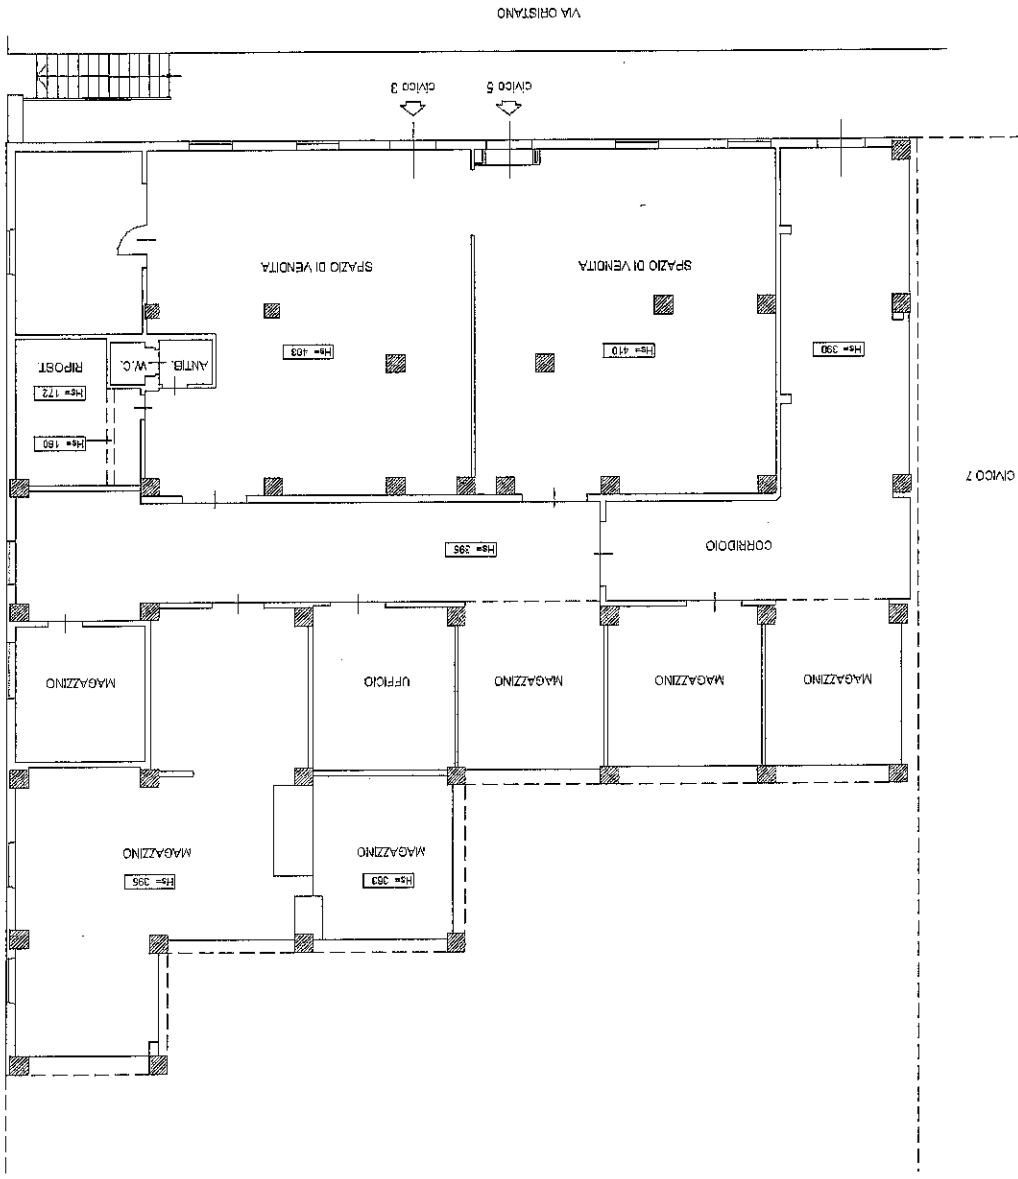 Hs= 363
Hs= 395
MAGAZZINO
MAGAZZINO
MAGAZZINO
MAGAZZINO
MAGAZZINO
UFFICIO
MAGAZZINO
CORRIDOIO
Hs= 395
CIVICO 7
Hs= 180
Hs= 172
ANTIB.
W.C.
RIPOST.
Hs= 390
Hs= 410
Hs= 403
SPAZIO DI VENDITA
SPAZIO DI VENDITA
civico 5
civico 3
VIA ORISTANO